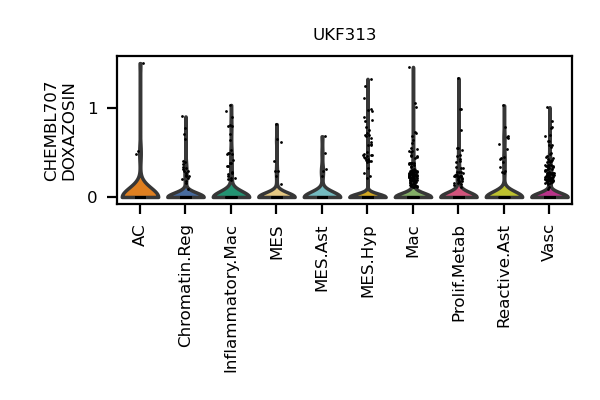 UKF313
CHEMBL707
DOXAZOSIN
1
0
AC
Chromatin.Reg
Inflammatory.Mac
MES
MES.Ast
MES.Hyp
Mac
Prolif.Metab
Reactive.Ast
Vasc